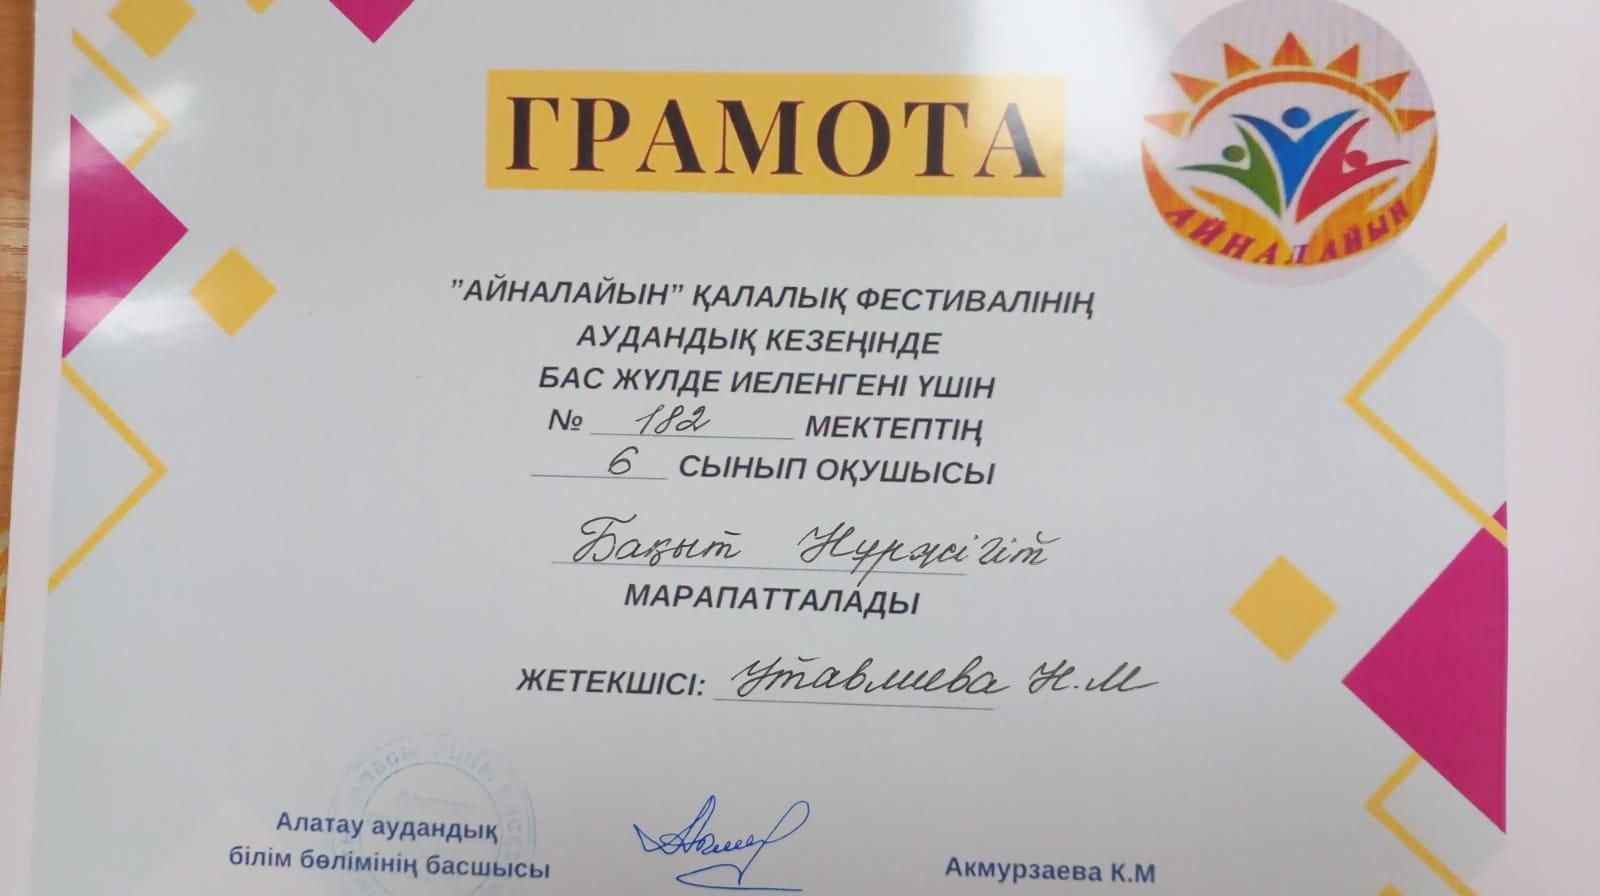 ГРАМОТА
АЙНАЛАЙЫН
"АЙНАЛАЙЫН" ҚАЛАЛЫҚ ФЕСТИВАЛІНІҢ
АУДАНДЫҚ КЕЗЕҢІНДЕ
БАС ЖҮЛДЕ ИЕЛЕНГЕНІ ҮШІН
№ 182 МЕКТЕПТІҢ
6 СЫНЫП ОҚУШЫСЫ
Бақыт Нұржігіт
МАРАПАТТАЛАДЫ
ЖЕТЕКШІСІ: Утавлиева Н.М
Алатау аудандық
білім бөлімінің басшысы
Акмурзаева К.М